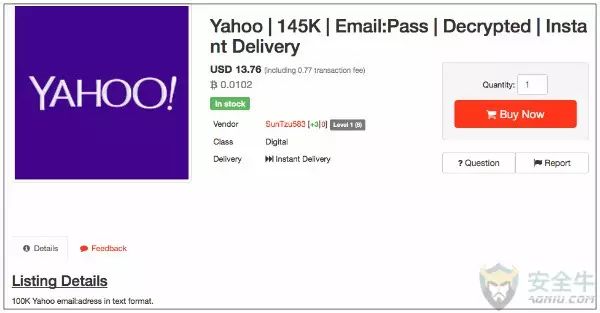 YAHOO!
Yahoo | 145K | Email:Pass | Decrypted | Insta
nt Delivery
USD 13.76 (including 0.77 transaction fee)
฿ 0.0102
In stock
Vendor SunTzu583 [+3|0] Level 1 (8)
Class Digital
Delivery Instant Delivery
Quantity: 1
Buy Now
? Question
Report
Details
Feedback
Listing Details
100K Yahoo email:adress in text format.
安全牛
AQNIU.COM